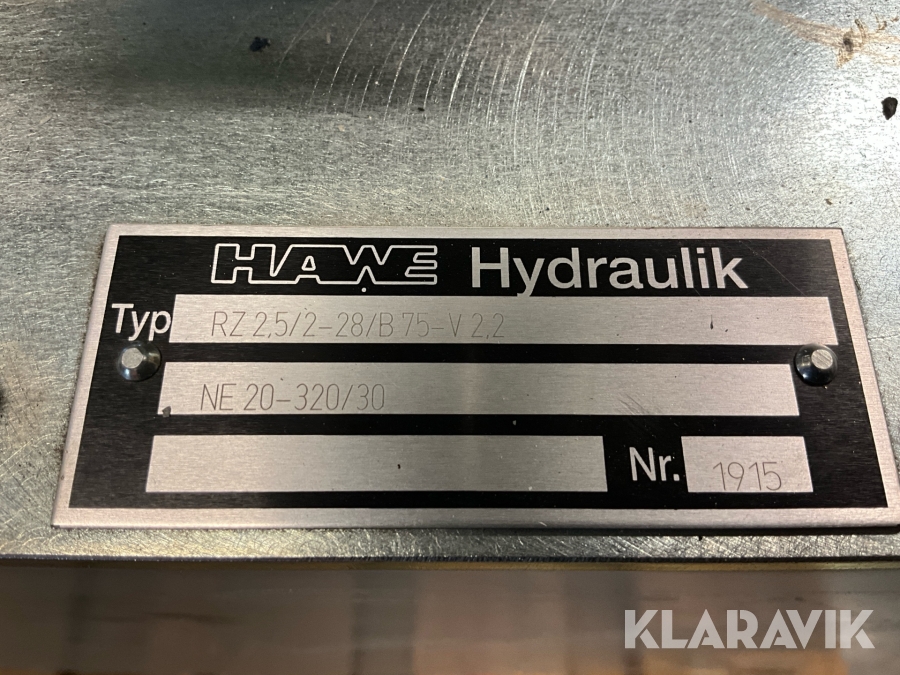 HAWE Hydraulik
Typ RZ 2,5/2-28/B 75-V 2,2
NE 20-320/30
Nr. 1915
KLARAVIK